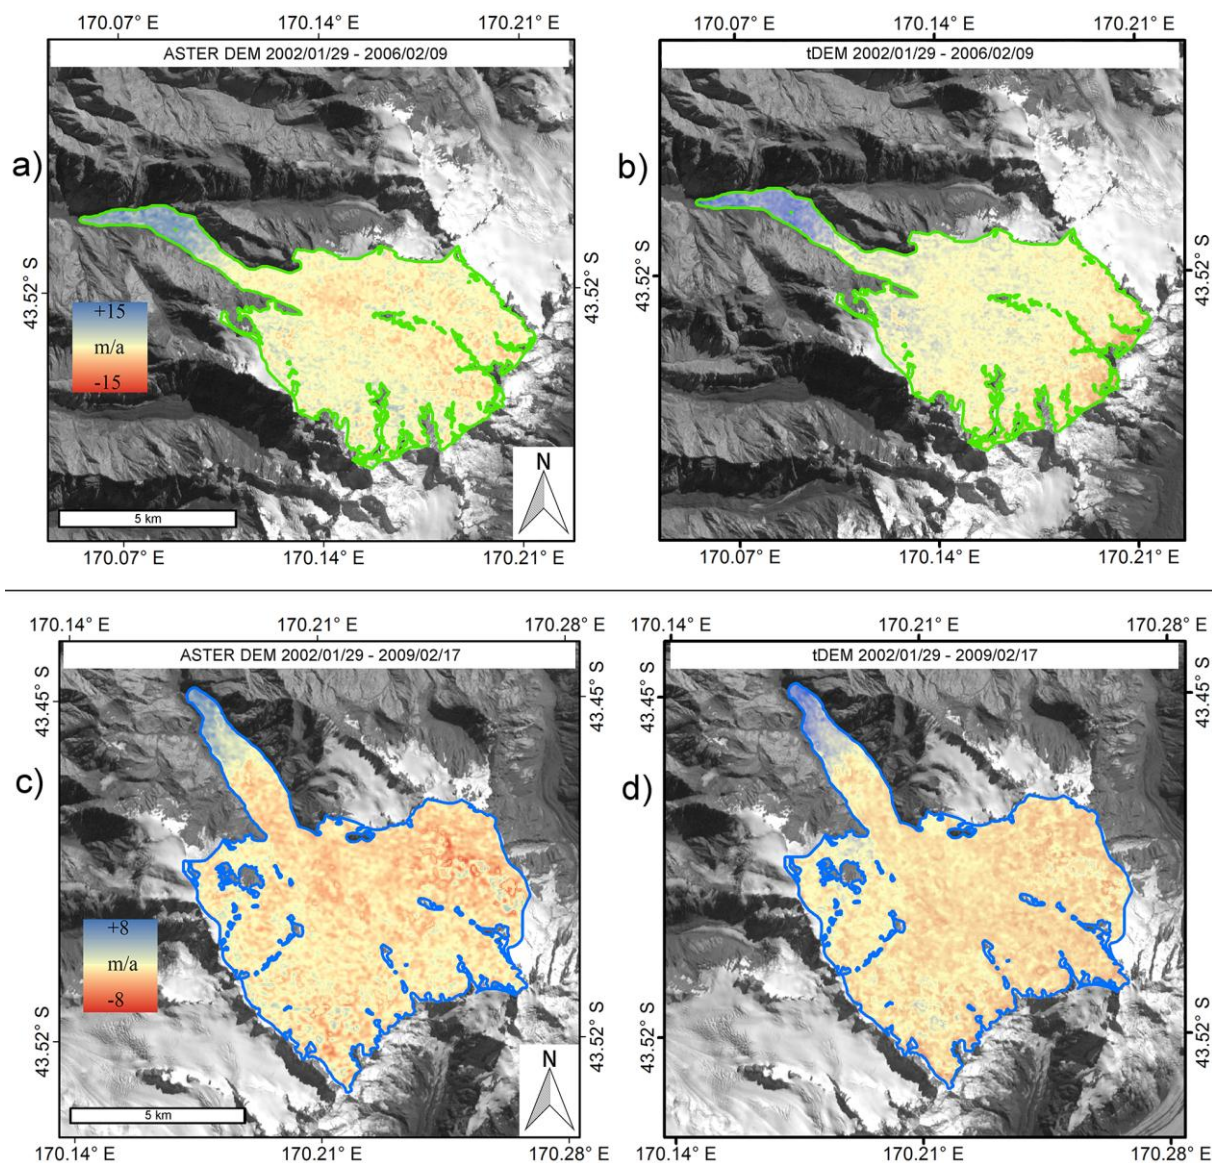 170.07° E 170.14° E 170.21° E
170.07° E 170.14° E 170.21° E
ASTER DEM 2002/01/29 - 2006/02/09
tDEM 2002/01/29 - 2006/02/09
a)
b)
43.52° S
43.52° S
43.52° S
43.52° S
+15
m/a
-15
N
5 km
170.07° E 170.14° E 170.21° E
170.07° E 170.14° E 170.21° E
170.14° E 170.21° E 170.28° E
170.14° E 170.21° E 170.28° E
ASTER DEM 2002/01/29 - 2009/02/17
tDEM 2002/01/29 - 2009/02/17
43.45° S
43.45° S
43.45° S
43.45° S
c)
d)
+8
m/a
-8
43.52° S
43.52° S
43.52° S
43.52° S
N
5 km
170.14° E 170.21° E 170.28° E
170.14° E 170.21° E 170.28° E